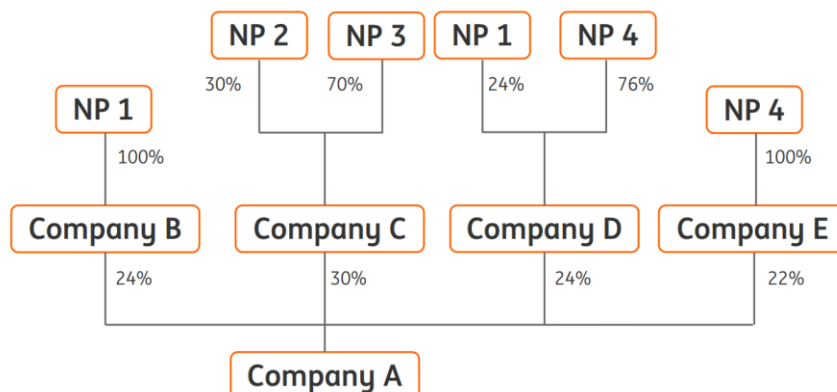 NP 2 NP 3 NP 1 NP 4
30% 70% 24% 76%
NP 1 NP 4
100% 100%
Company B Company C Company D Company E
24% 30% 24% 22%
Company A